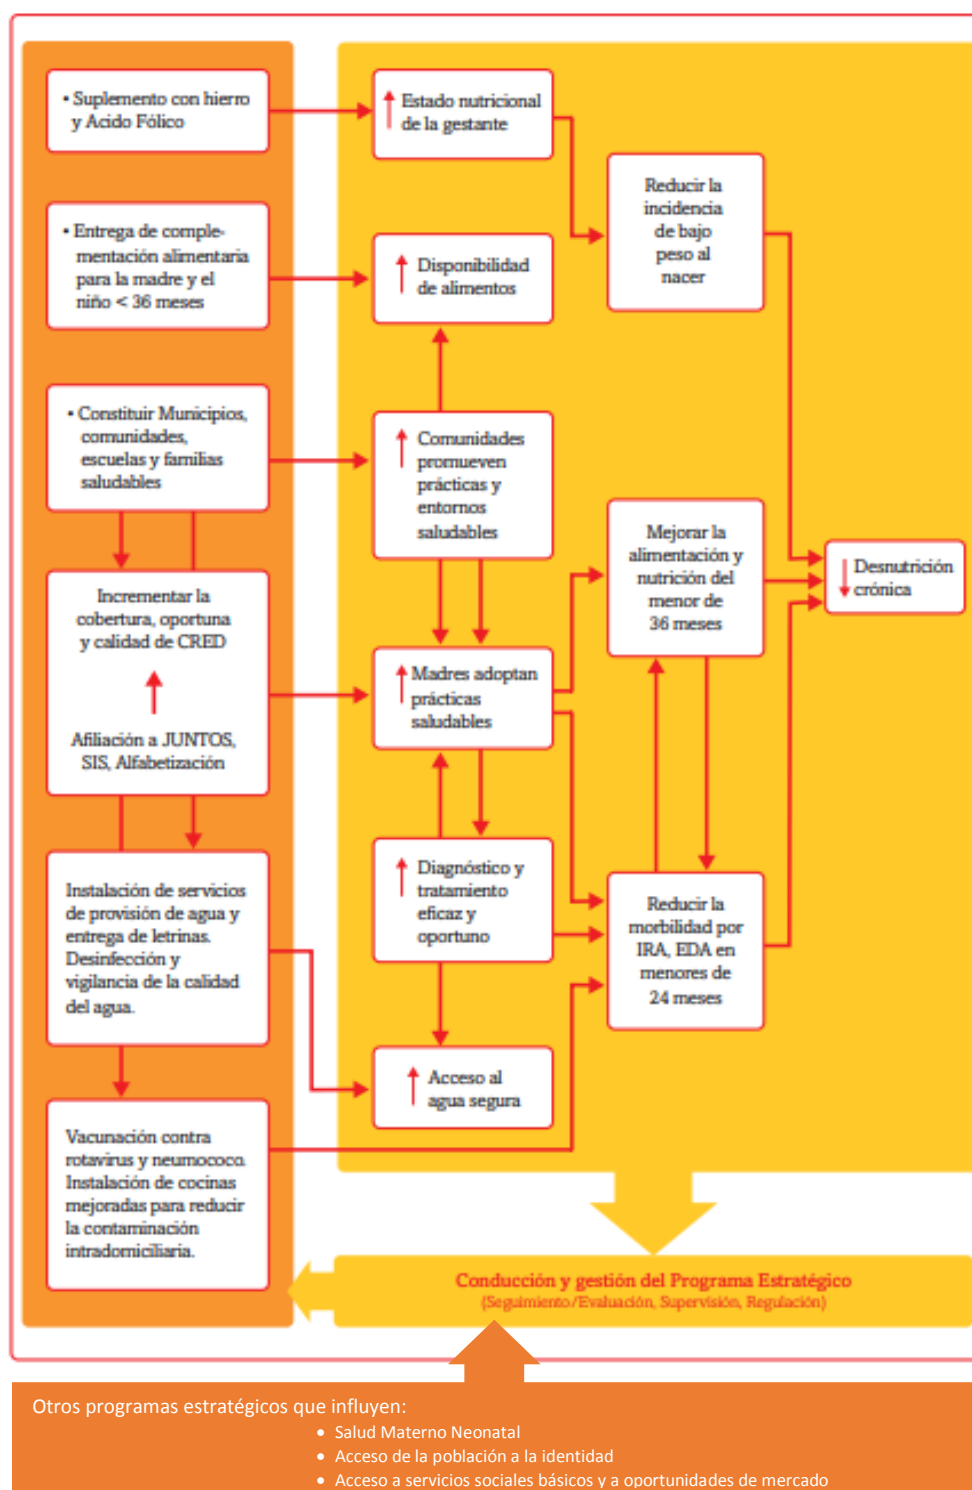 • Suplemento con hierro
y Acido Fólico
Estado nutricional
de la gestante
Reducir la
incidencia
de bajo
peso al
nacer
• Entrega de comple-
mentación alimentaria
para la madre y el
niño < 36 meses
Disponibilidad
de alimentos
• Constituir Municipios,
comunidades,
escuelas y familias
saludables
Comunidades
promueven
prácticas y
entornos
saludables
Mejorar la
alimentación y
nutrición del
menor de
36 meses
Desnutrición
crónica
Incrementar la
cobertura, oportuna
y calidad de CRED
Afiliación a JUNTOS,
SIS, Alfabetización
Madres adoptan
prácticas
saludables
Diagnóstico y
tratamiento
eficaz y
oportuno
Reducir la
morbilidad por
IRA, EDA en
menores de
24 meses
Instalación de servicios
de provisión de agua y
entrega de letrinas.
Desinfección y
vigilancia de la calidad
del agua.
Acceso al
agua segura
Vacunación contra
rotavirus y neumococo.
Instalación de cocinas
mejoradas para reducir
la contaminación
intradomiciliaria.
Conducción y gestión del Programa Estratégico
(Seguimiento/Evaluación, Supervisión, Regulación)
Otros programas estratégicos que influyen:
• Salud Materno Neonatal
• Acceso de la población a la identidad
• Acceso a servicios sociales básicos y a oportunidades de mercado